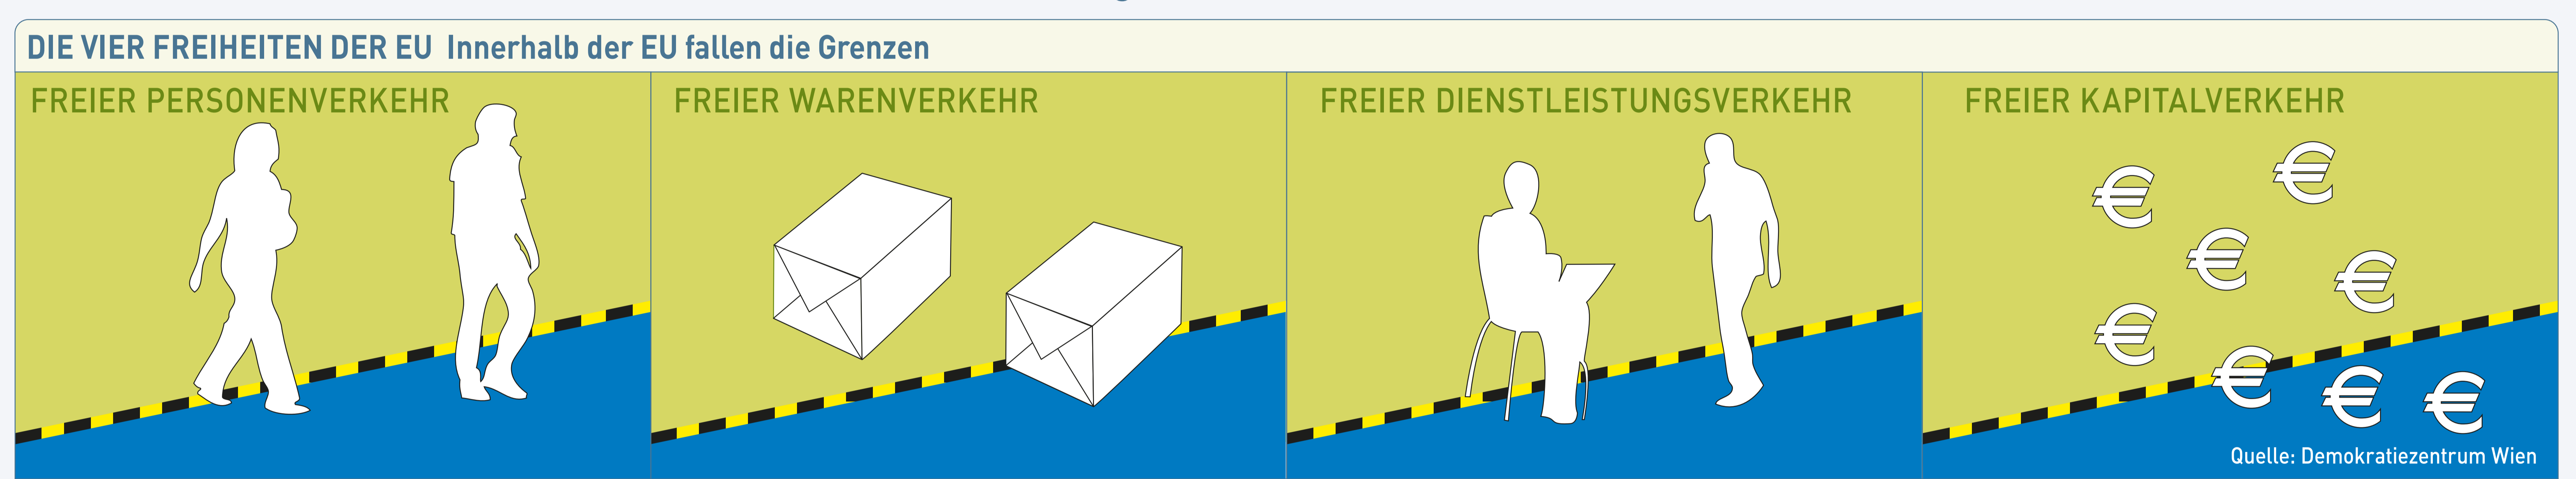 DIE VIER FREIHEITEN DER EU Innerhalb der EU fallen die Grenzen
FREIER PERSONENVERKEHR
FREIER WARENVERKEHR
FREIER DIENSTLEISTUNGSVERKEHR
FREIER KAPITALVERKEHR
€
€
€
€
€
€
€
€
Quelle: Demokratiezentrum Wien